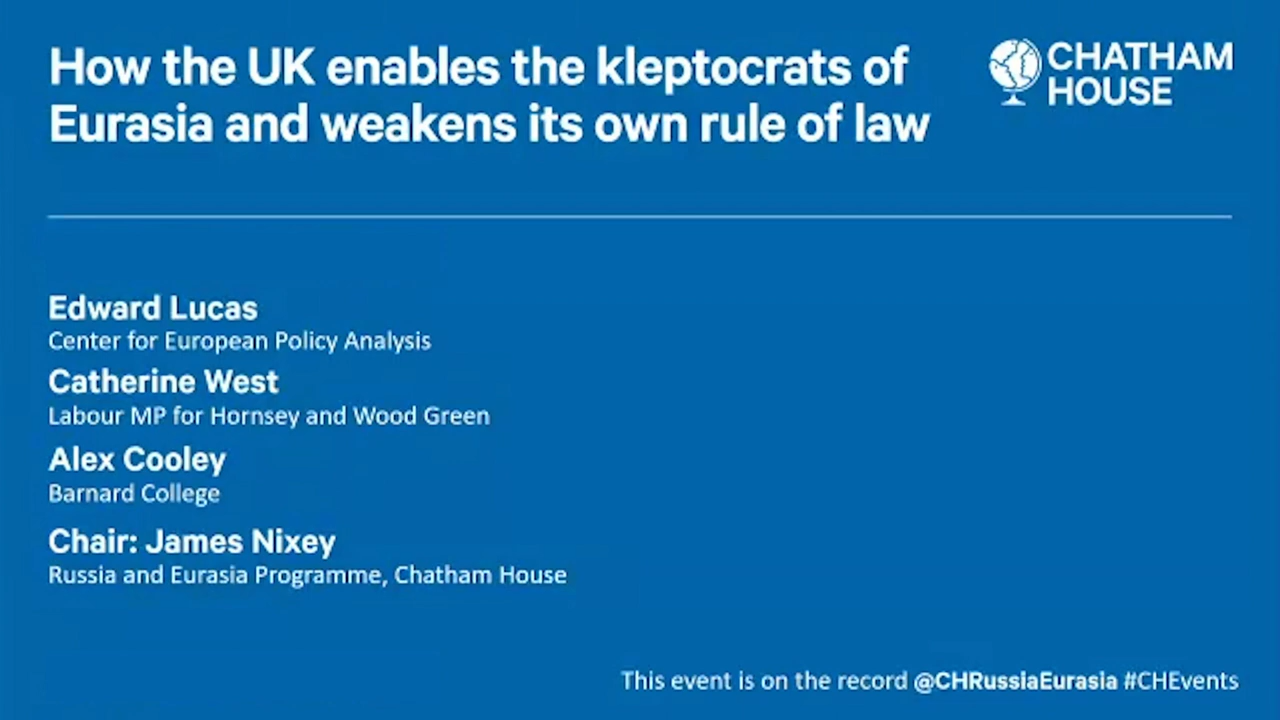 How the UK enables the kleptocrats of
Eurasia and weakens its own rule of law
CHATHAM
HOUSE
Edward Lucas
Center for European Policy Analysis
Catherine West
Labour MP for Hornsey and Wood Green
Alex Cooley
Barnard College
Chair: James Nixey
Russia and Eurasia Programme, Chatham House
This event is on the record @CHRussiaEurasia #CHEvents